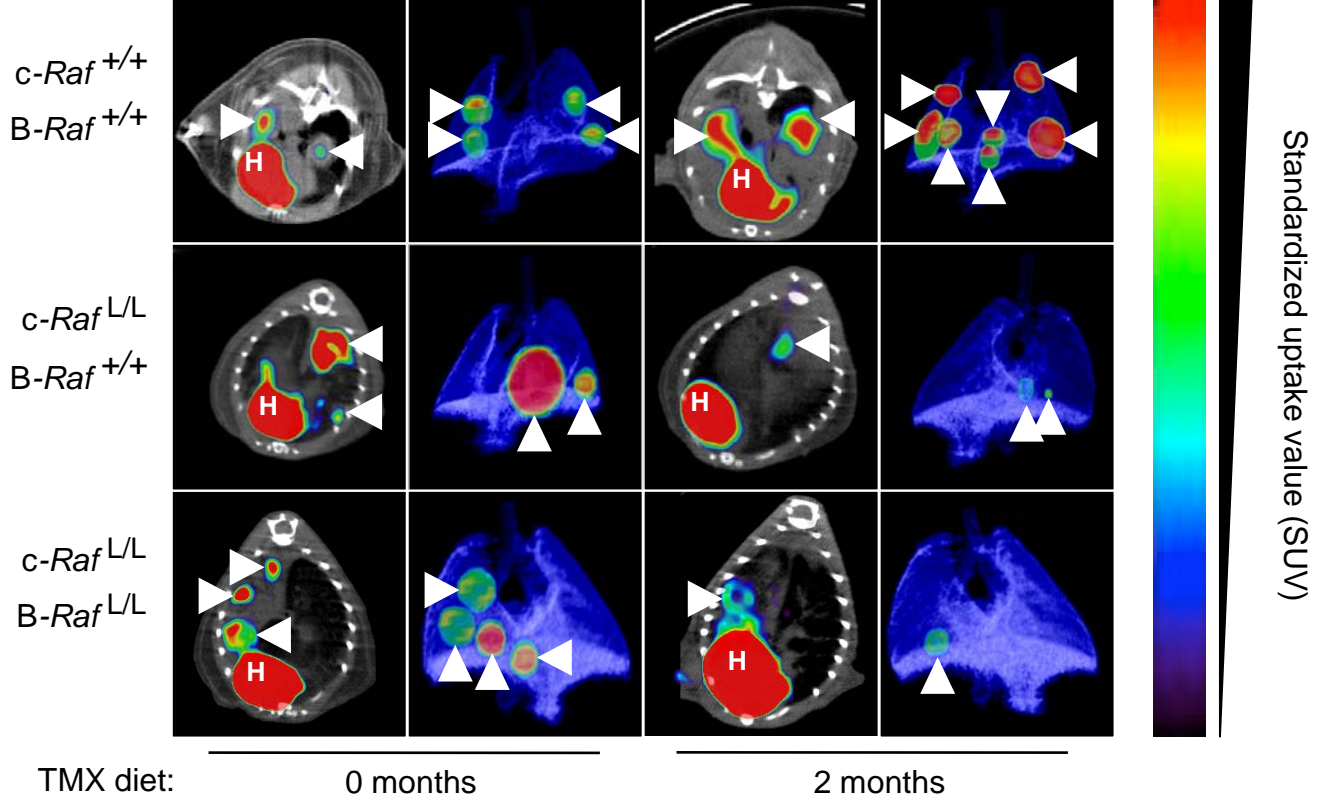 c-Raf +/+
B-Raf +/+
H
H
c-Raf L/L
B-Raf +/+
H
H
c-Raf L/L
B-Raf L/L
H
H
Standardized uptake value (SUV)
TMX diet: 0 months 2 months